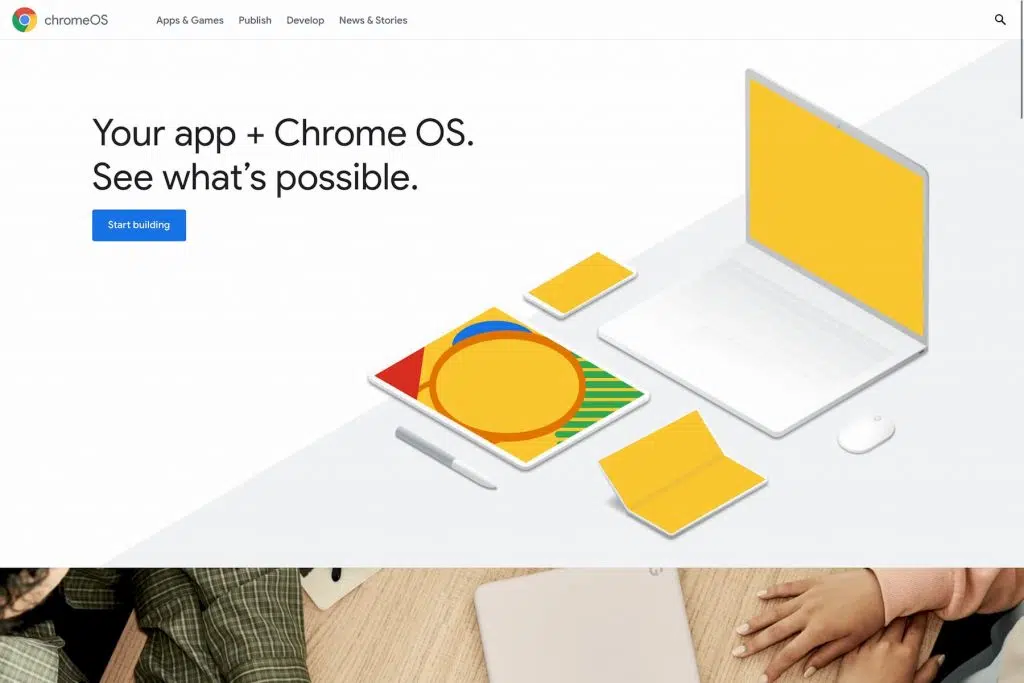 chromeOS
Apps & Games Publish Develop News & Stories
Your app + Chrome OS.
See what's possible.
Start building